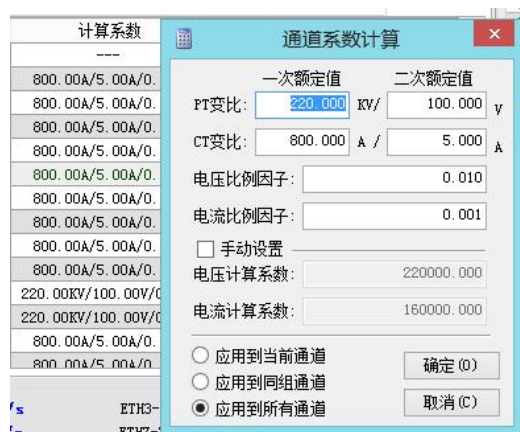 计算系数
---
800.00A/5.00A/0.
800.00A/5.00A/0.
800.00A/5.00A/0.
800.00A/5.00A/0.
800.00A/5.00A/0.
800.00A/5.00A/0.
800.00A/5.00A/0.
800.00A/5.00A/0.
800.00A/5.00A/0.
220.00KV/100.00V/0
220.00KV/100.00V/0
800.00A/5.00A/0.
800.00A/5.00A/0
/s ETH3-
通道系数计算
一次额定值 二次额定值
PT变比: 220.000 KV/ 100.000 V
CT变比: 800.000 A / 5.000 A
电压比例因子: 0.010
电流比例因子: 0.001
手动设置
电压计算系数: 220000.000
电流计算系数: 160000.000
应用到当前通道
应用到同组通道
应用到所有通道
确定(O)
取消(C)